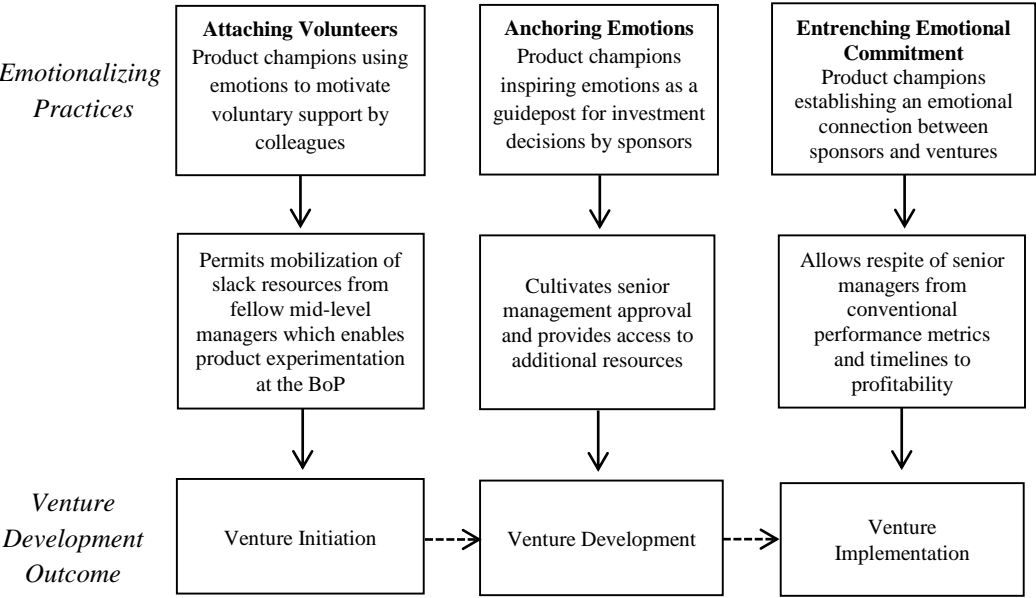 Emotionalizing
Practices
Attaching Volunteers
Product champions using
emotions to motivate
voluntary support by
colleagues
Anchoring Emotions
Product champions
inspiring emotions as a
guidepost for investment
decisions by sponsors
Entrenching Emotional
Commitment
Product champions
establishing an emotional
connection between
sponsors and ventures
Permits mobilization of
slack resources from
fellow mid-level
managers which enables
product experimentation
at the BoP
Cultivates senior
management approval
and provides access to
additional resources
Allows respite of senior
managers from
conventional
performance metrics
and timelines to
profitability
Venture
Development
Outcome
Venture Initiation
Venture Development
Venture
Implementation